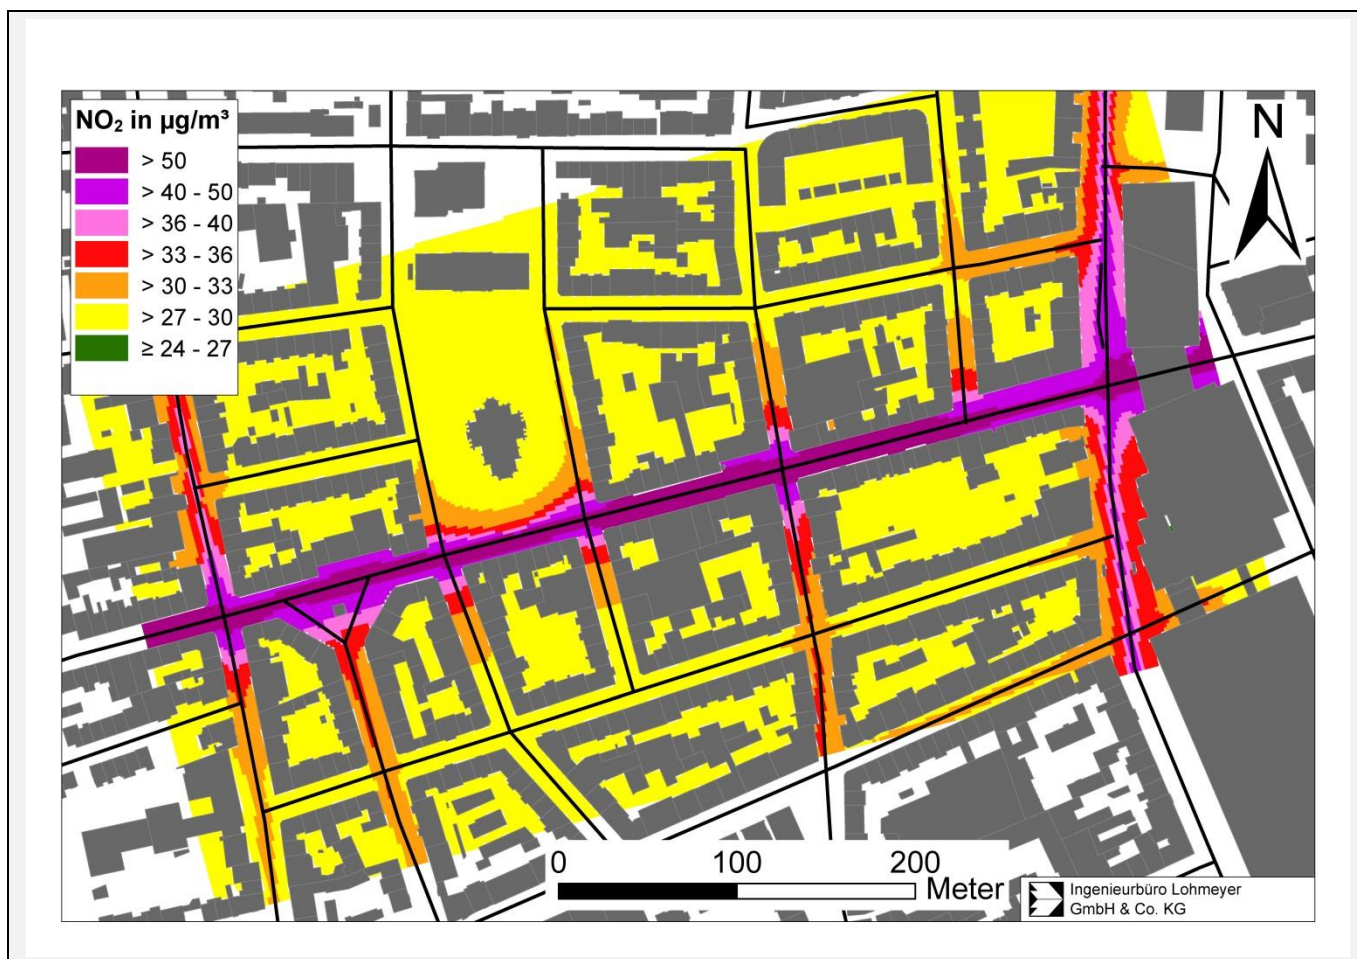 NO₂ in µg/m³
> 50
> 40 - 50
> 36 - 40
> 33 - 36
> 30 - 33
> 27 - 30
≥ 24 - 27
N
0 100 200
Meter
Ingenieurbüro Lohmeyer
GmbH & Co. KG